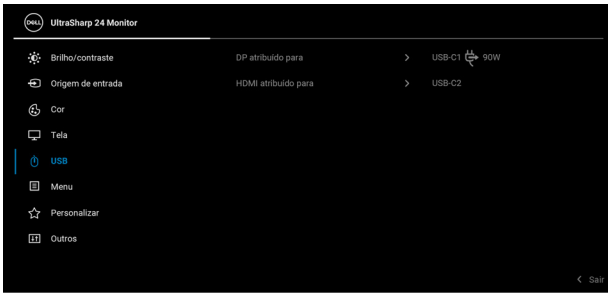 DELL UltraSharp 24 Monitor
Brilho/contraste DP atribuído para > USB-C1 90W
Origem de entrada HDMI atribuído para > USB-C2
Cor
Tela
USB
Menu
Personalizar
Outros
< Sair